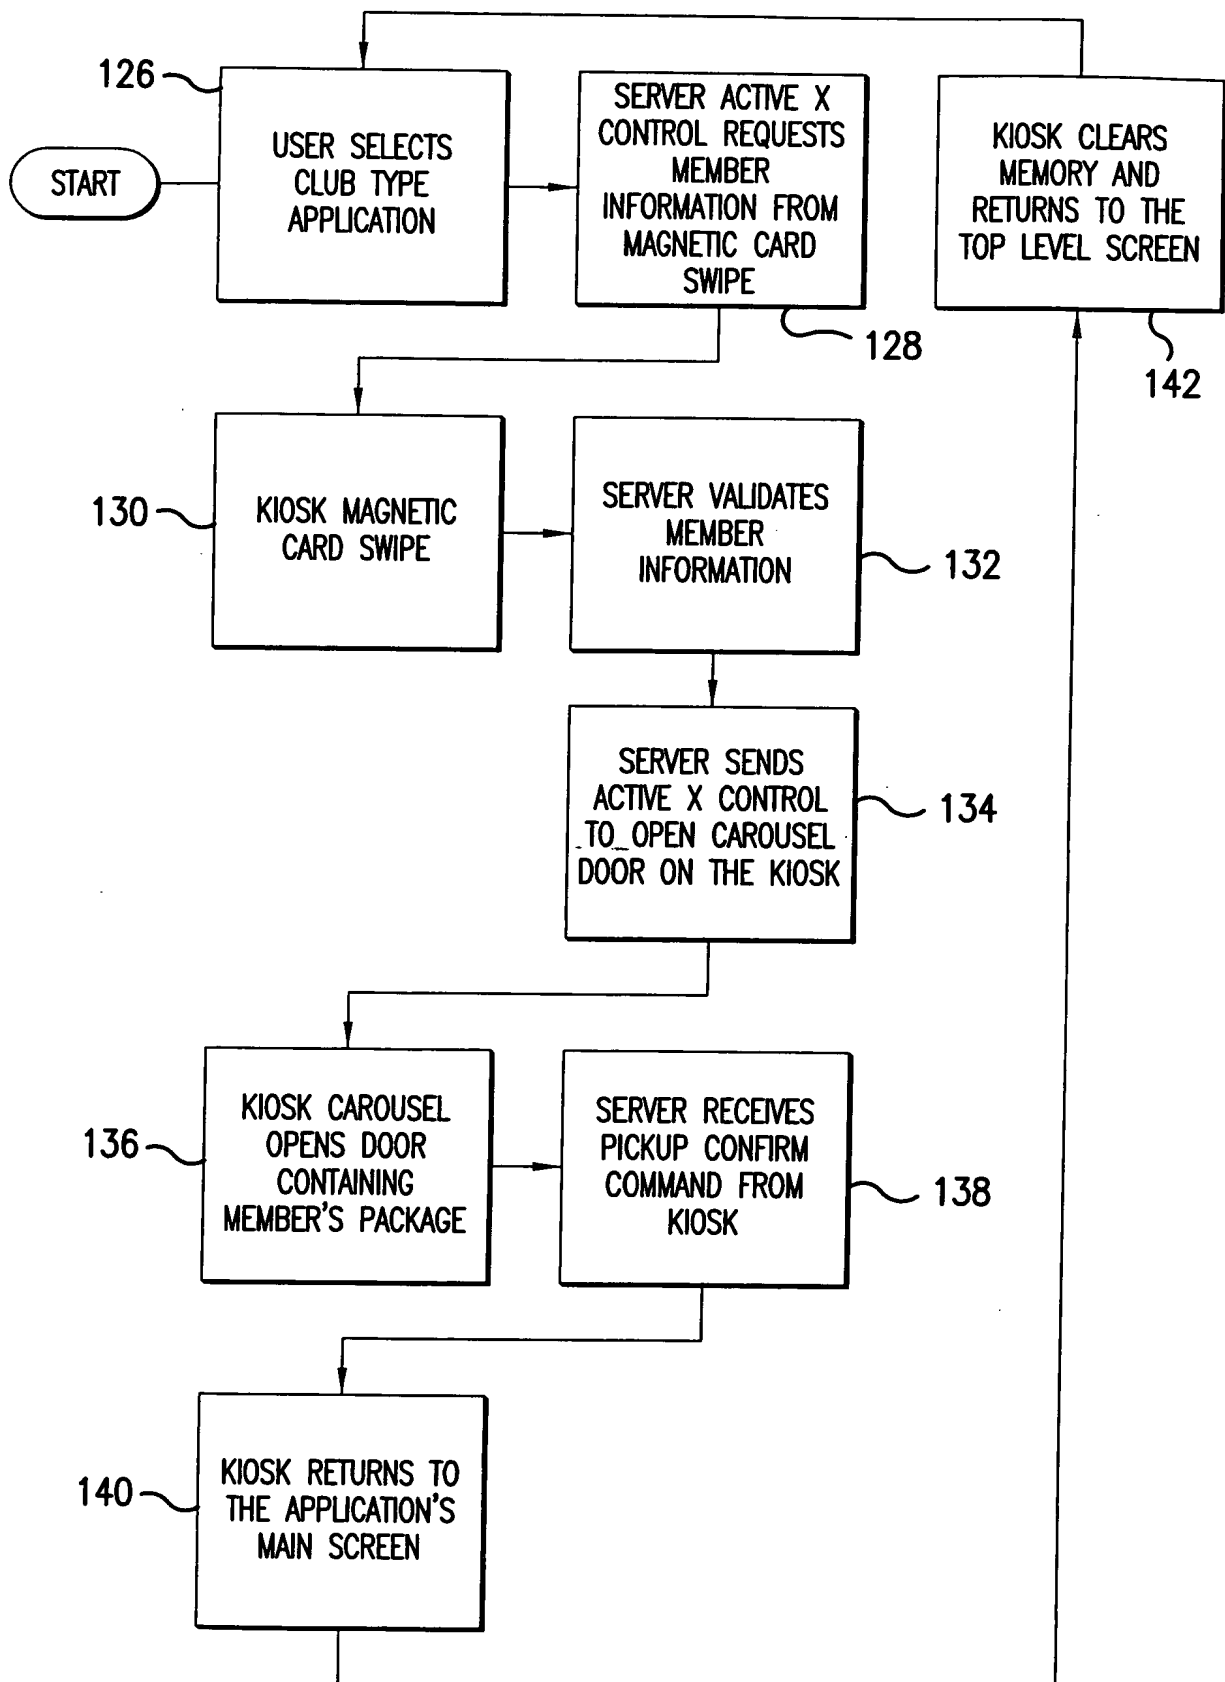 126
START
USER SELECTS
CLUB TYPE
APPLICATION
SERVER ACTIVE X
CONTROL REQUESTS
MEMBER
INFORMATION FROM
MAGNETIC CARD
SWIPE
128
KIOSK CLEARS
MEMORY AND
RETURNS TO THE
TOP LEVEL SCREEN
142
130
KIOSK MAGNETIC
CARD SWIPE
SERVER VALIDATES
MEMBER
INFORMATION
132
SERVER SENDS
ACTIVE X CONTROL
TO OPEN CAROUSEL
DOOR ON THE KIOSK
134
136
KIOSK CAROUSEL
OPENS DOOR
CONTAINING
MEMBER'S PACKAGE
SERVER RECEIVES
PICKUP CONFIRM
COMMAND FROM
KIOSK
138
140
KIOSK RETURNS TO
THE APPLICATION'S
MAIN SCREEN